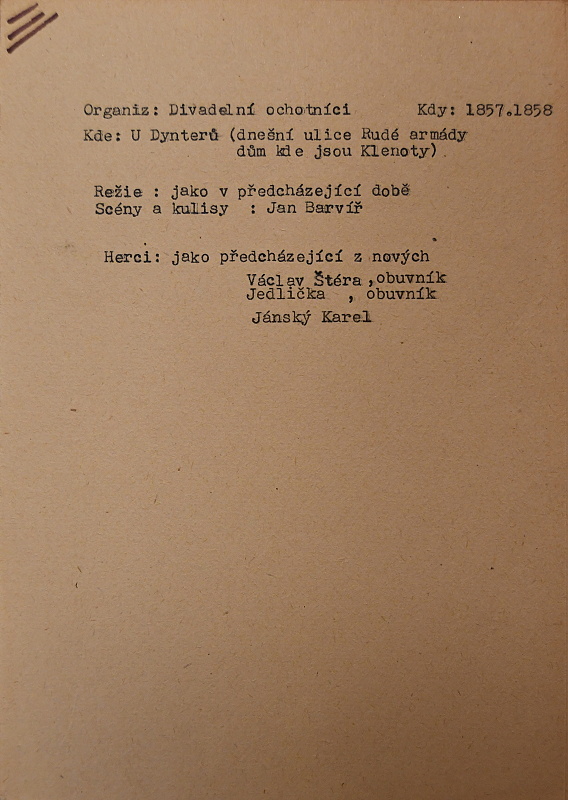 Organiz: Divadelní ochotníci Kdy: 1857.1858
Kde: U Dynterů (dnešní ulice Rudé armády
dům kde jsou Klenoty)
Režie : jako v předcházející době
Scény a kulisy : Jan Barvíř
Herci: jako předcházející z nových
Václav Štéra ,obuvník
Jedlička , obuvník
Jánský Karel